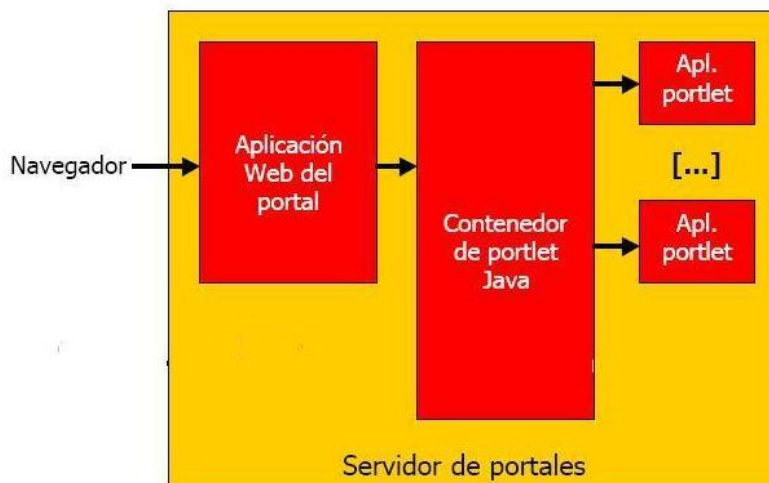 Navegador
Aplicación
Web del
portal
Contenedor
de portlet
Java
Apl.
portlet
[...]
Apl.
portlet
Servidor de portales